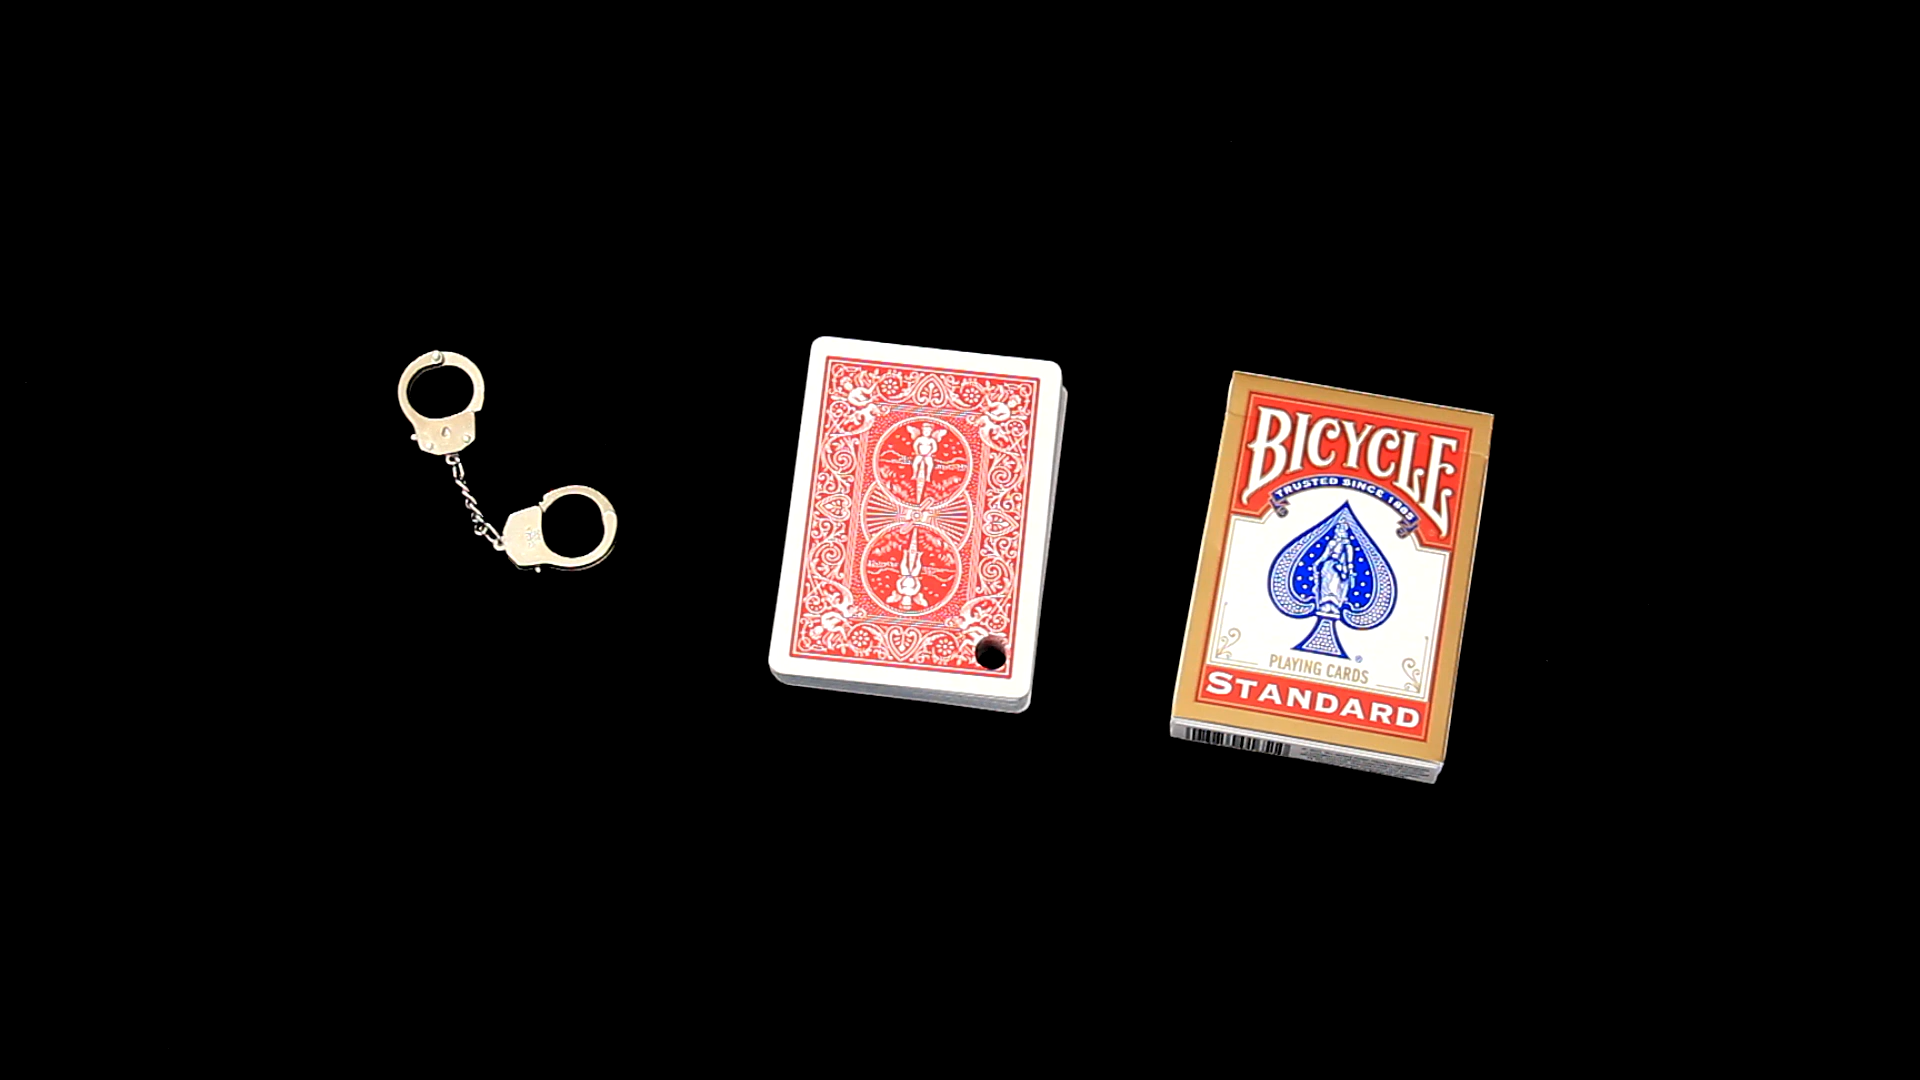 BICYCLE
TRUSTED SINCE 1885
®
PLAYING CARDS
STANDARD